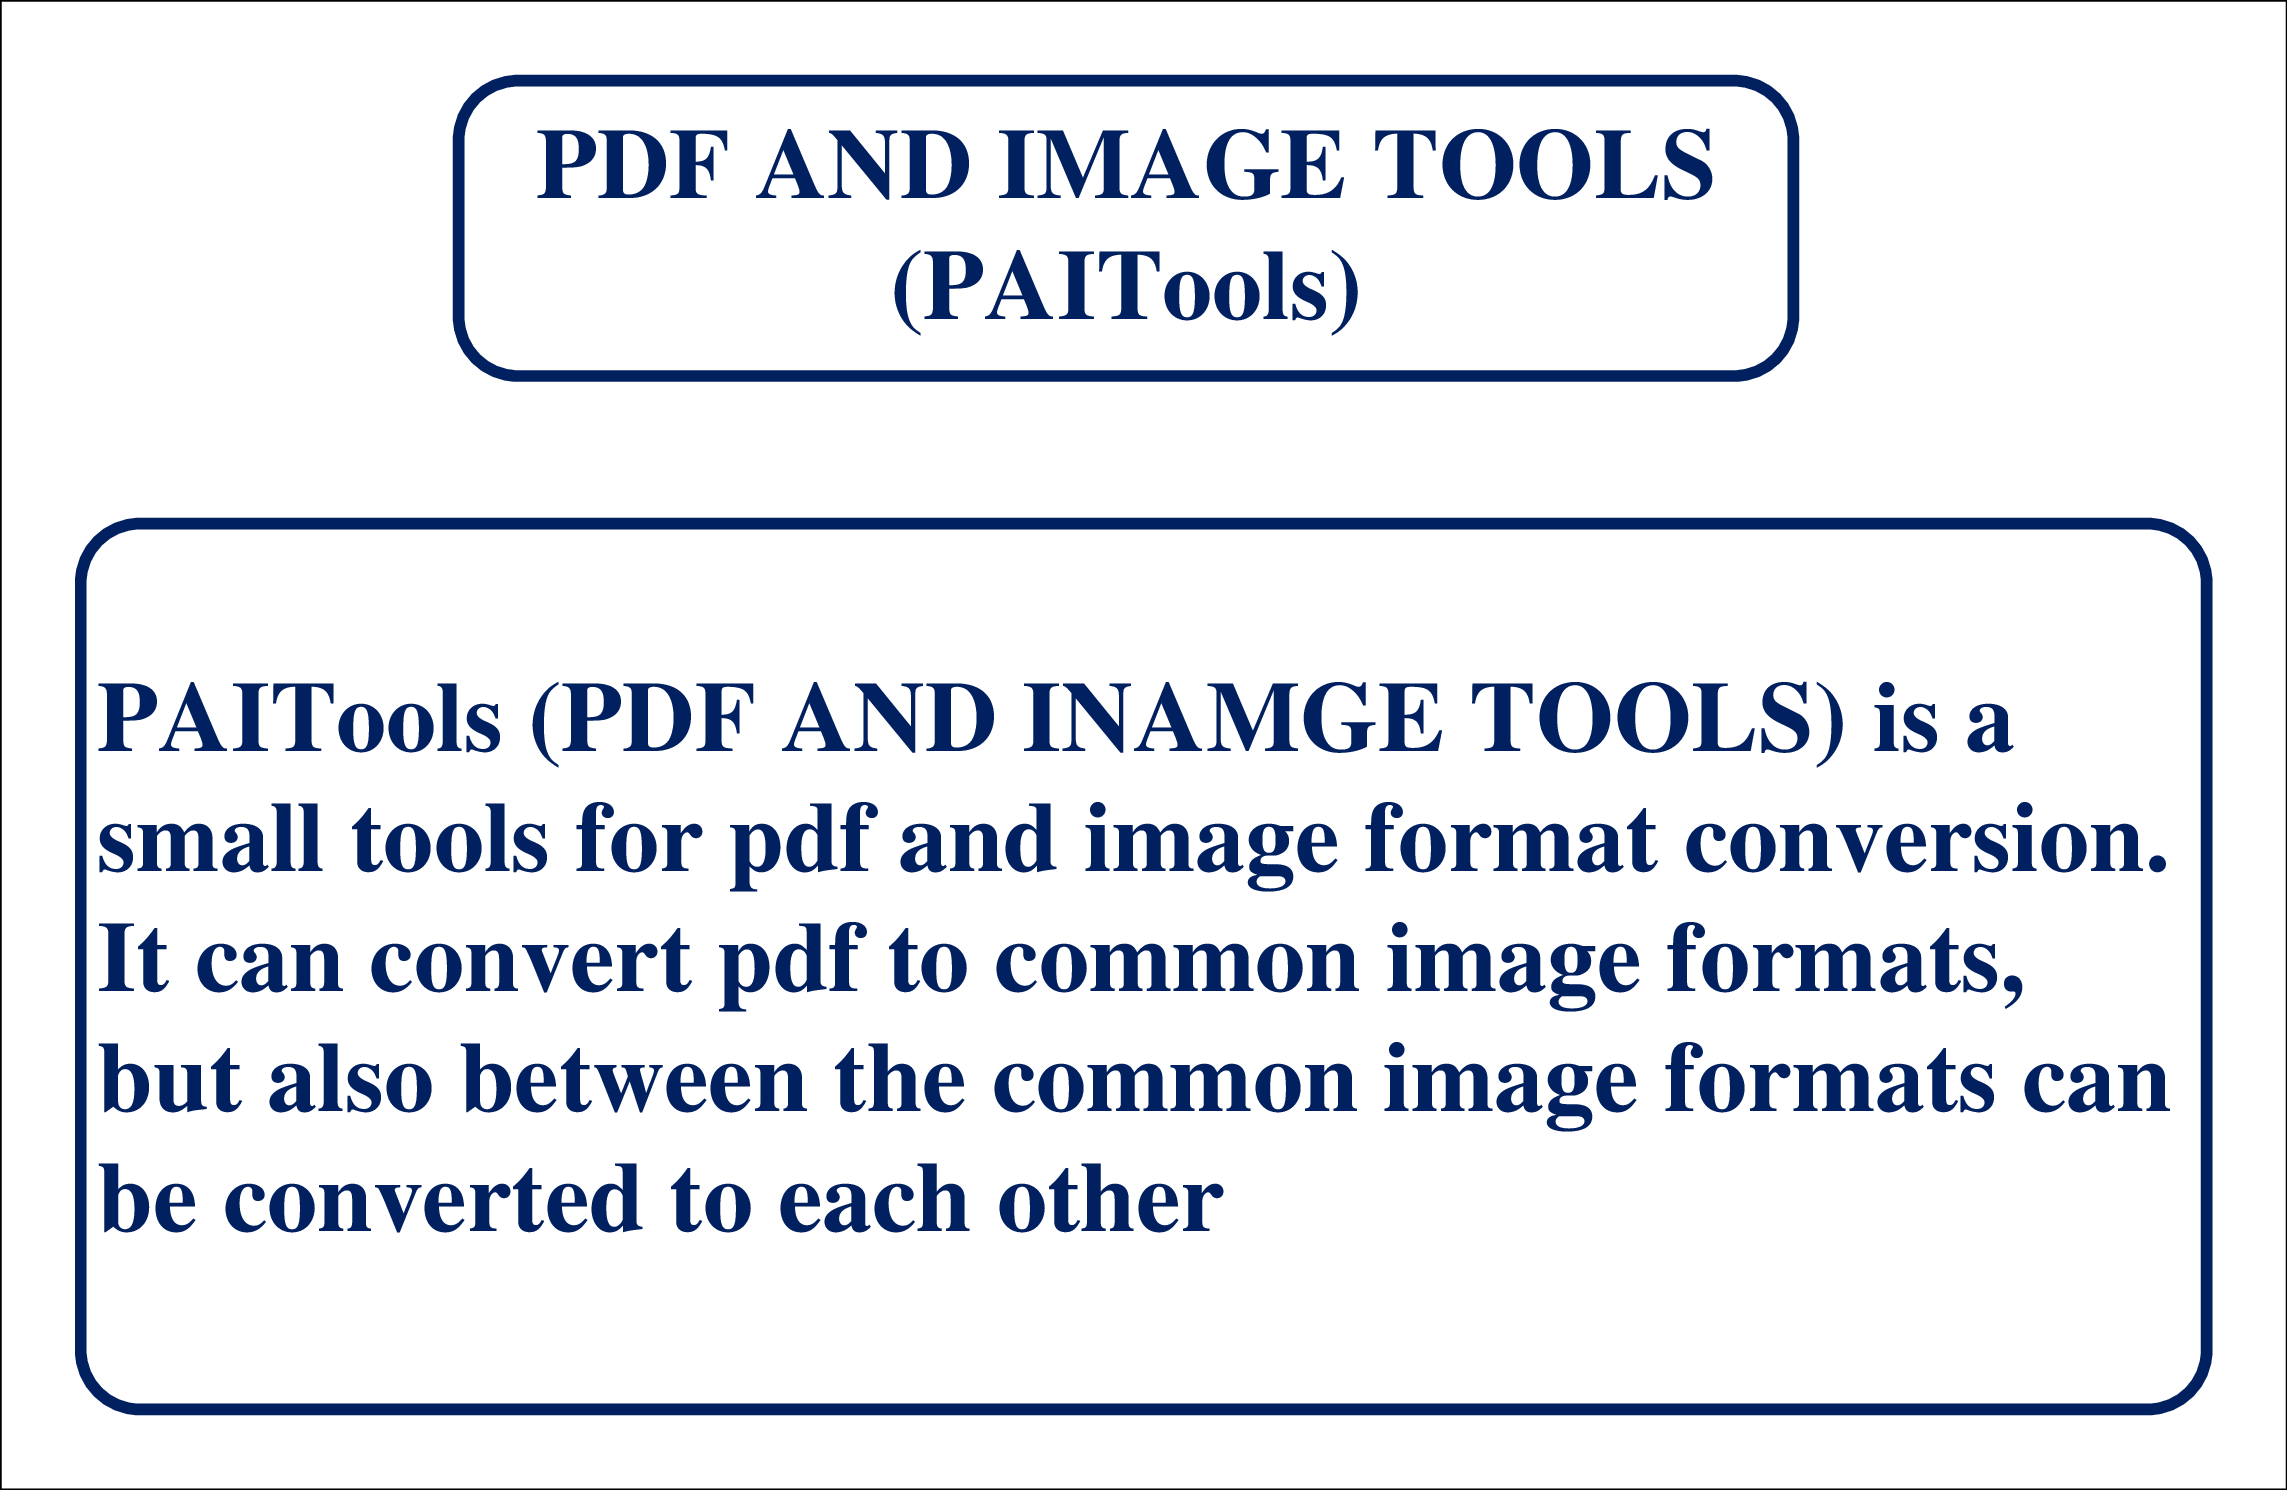 PDF AND IMAGE TOOLS
(PAITools)
PAITools (PDF AND INAMGE TOOLS) is a
small tools for pdf and image format conversion.
It can convert pdf to common image formats,
but also between the common image formats can
be converted to each other